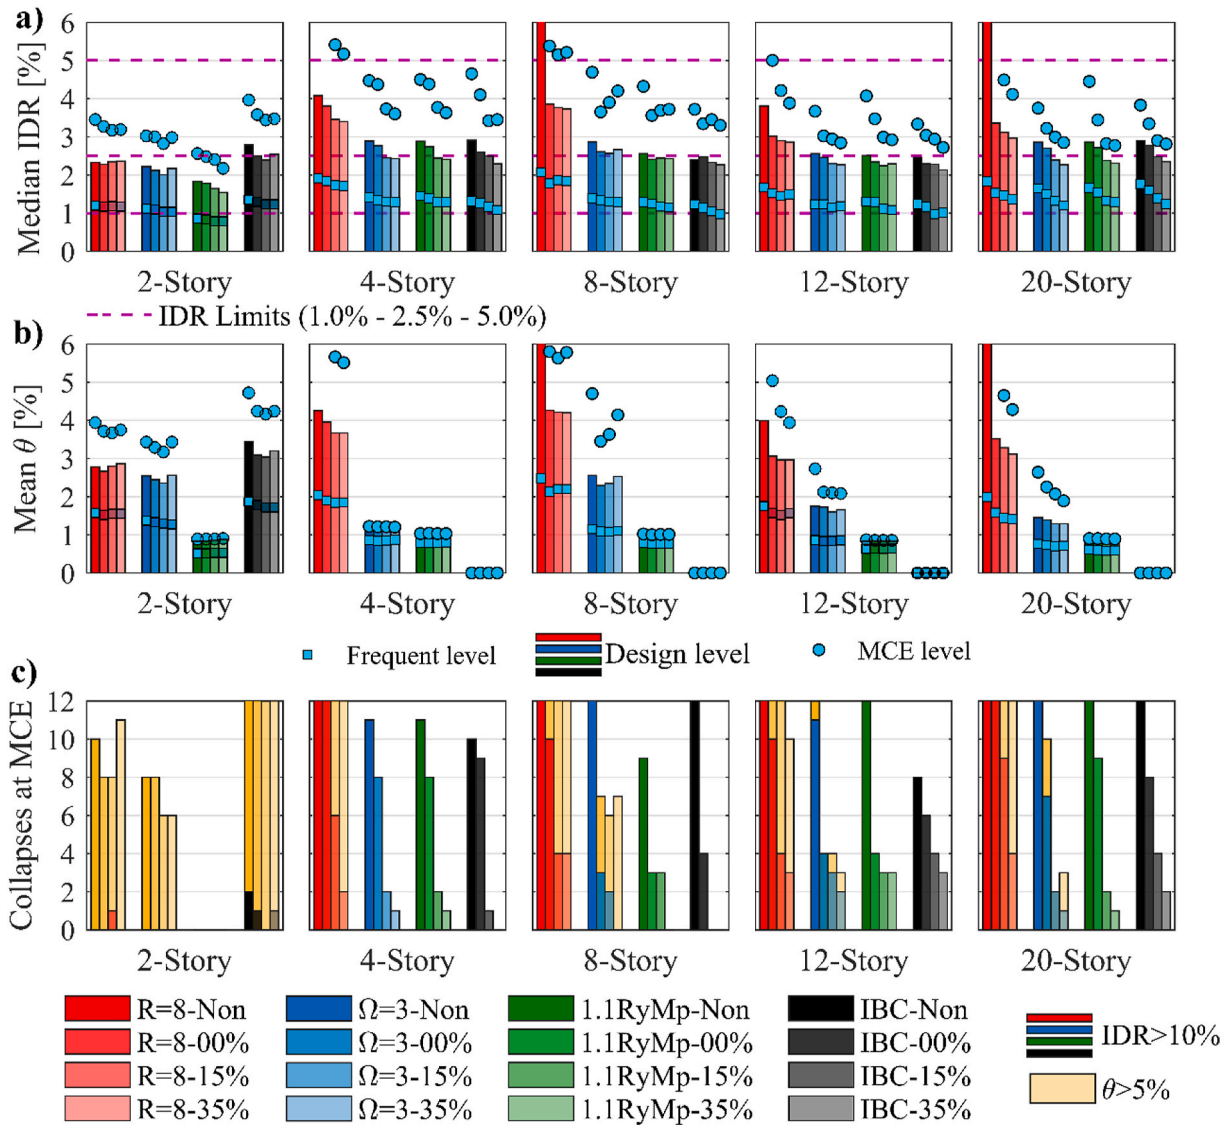 a)
Median IDR [%]
6
5
4
3
2
1
0
2-Story 4-Story 8-Story 12-Story 20-Story
IDR Limits (1.0% - 2.5% - 5.0%)
b)
Mean θ [%]
6
5
4
3
2
1
0
2-Story 4-Story 8-Story 12-Story 20-Story
Frequent level Design level MCE level
c)
Collapses at MCE
12
10
8
6
4
2
0
2-Story 4-Story 8-Story 12-Story 20-Story
R=8-Non Ω=3-Non 1.1RyMp-Non IBC-Non
R=8-00% Ω=3-00% 1.1RyMp-00% IBC-00%
R=8-15% Ω=3-15% 1.1RyMp-15% IBC-15%
R=8-35% Ω=3-35% 1.1RyMp-35% IBC-35%
IDR>10%
θ>5%